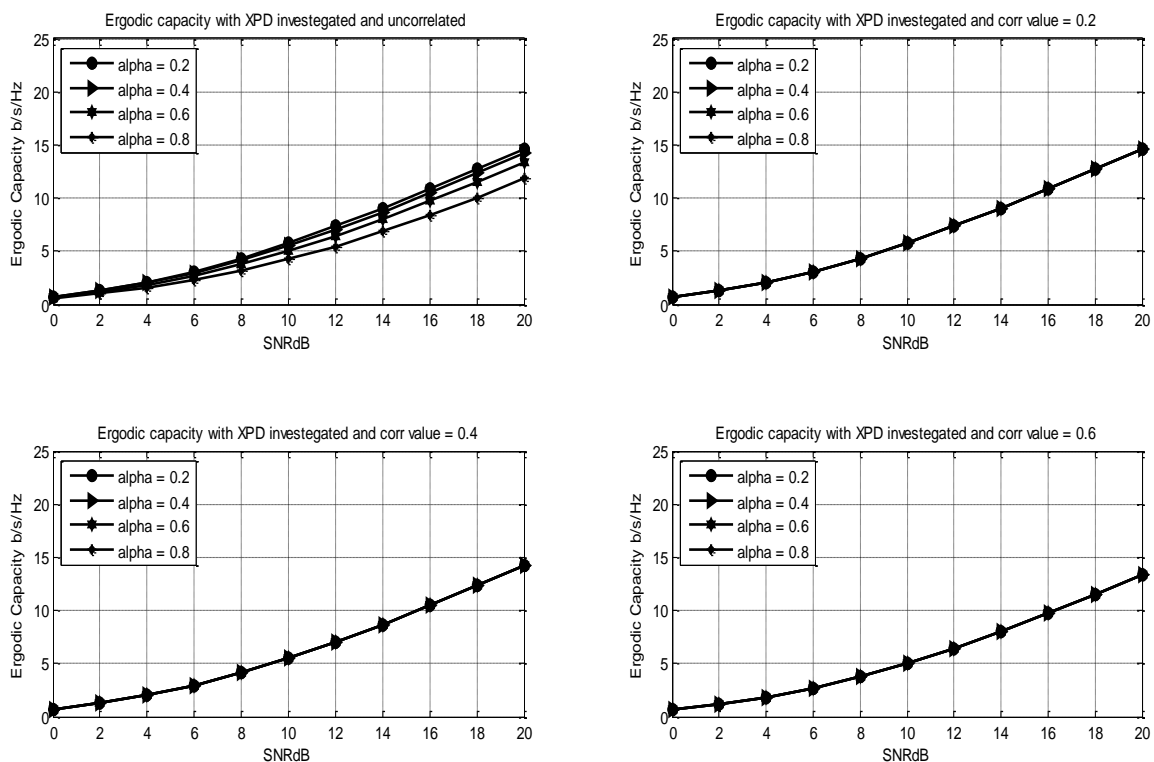 Ergodic capacity with XPD investegated and uncorrelated
Ergodic Capacity b/s/Hz
25
20
15
10
5
0
alpha = 0.2
alpha = 0.4
alpha = 0.6
alpha = 0.8
0 2 4 6 8 10 12 14 16 18 20
SNRdB
Ergodic capacity with XPD investegated and corr value = 0.2
Ergodic Capacity b/s/Hz
25
20
15
10
5
0
alpha = 0.2
alpha = 0.4
alpha = 0.6
alpha = 0.8
0 2 4 6 8 10 12 14 16 18 20
SNRdB
Ergodic capacity with XPD investegated and corr value = 0.4
Ergodic Capacity b/s/Hz
25
20
15
10
5
0
alpha = 0.2
alpha = 0.4
alpha = 0.6
alpha = 0.8
0 2 4 6 8 10 12 14 16 18 20
SNRdB
Ergodic capacity with XPD investegated and corr value = 0.6
Ergodic Capacity b/s/Hz
25
20
15
10
5
0
alpha = 0.2
alpha = 0.4
alpha = 0.6
alpha = 0.8
0 2 4 6 8 10 12 14 16 18 20
SNRdB